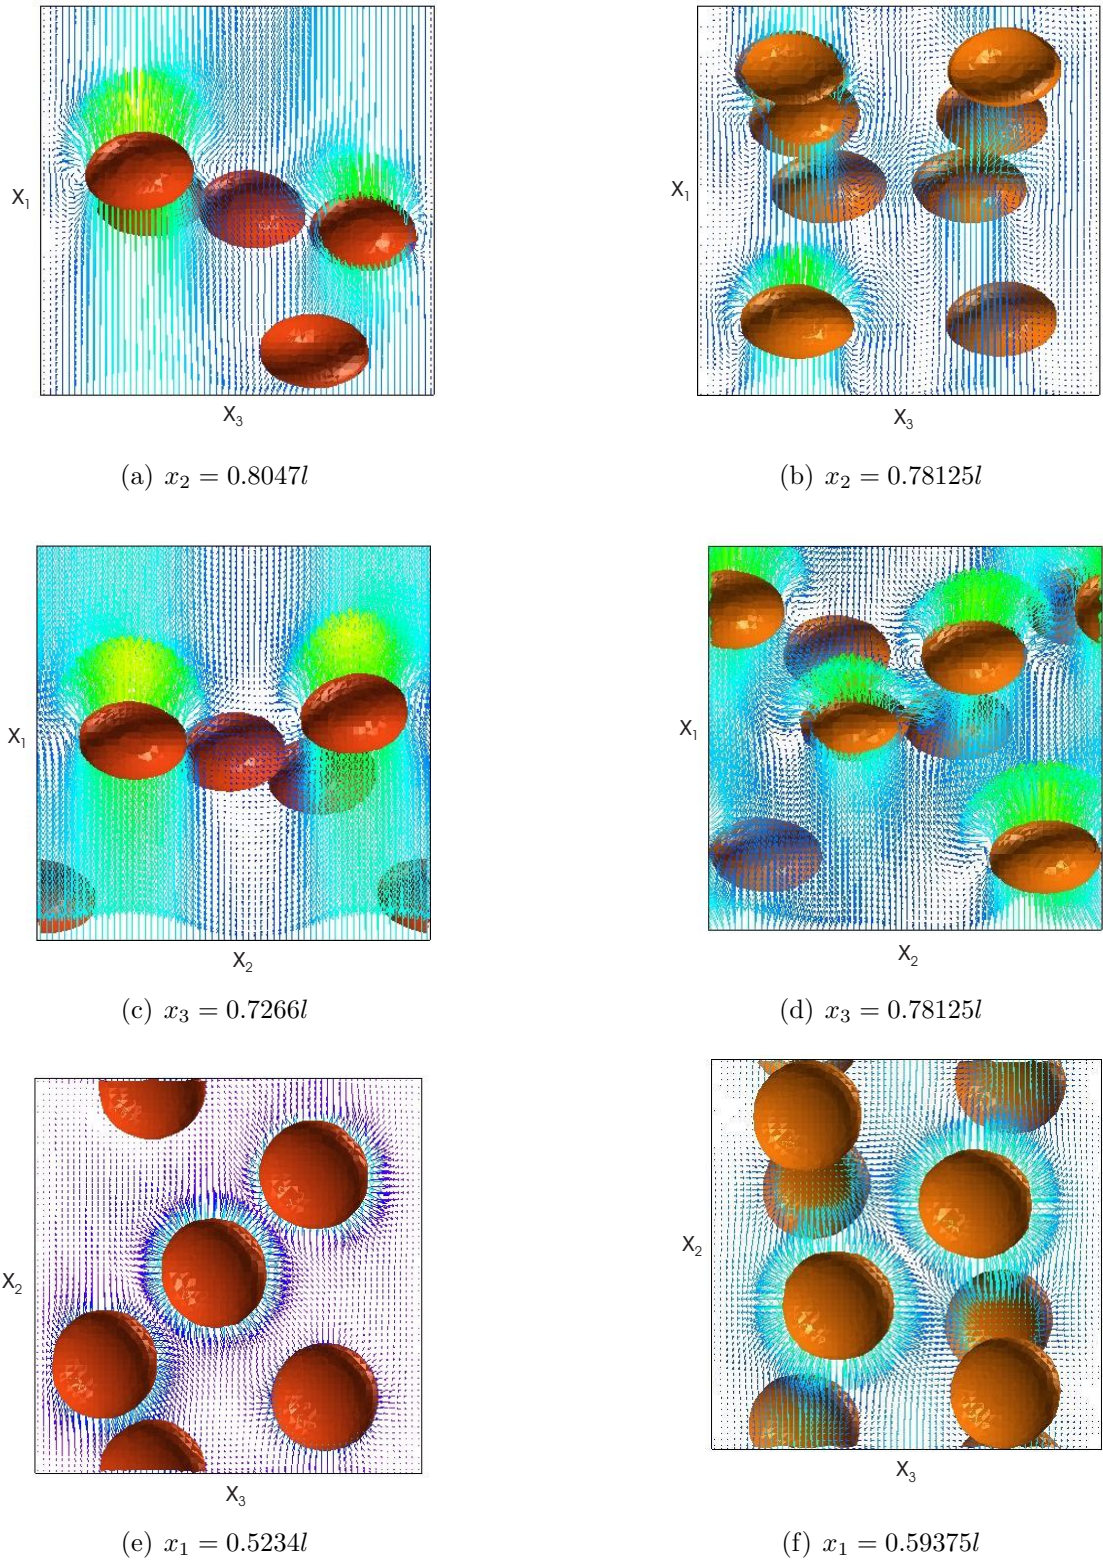 X₁
X₁
X₃
X₃
(a) x₂ = 0.8047l
(b) x₂ = 0.78125l
X₁
X₁
X₂
X₂
(c) x₃ = 0.7266l
(d) x₃ = 0.78125l
X₂
X₂
X₃
X₃
(e) x₁ = 0.5234l
(f) x₁ = 0.59375l